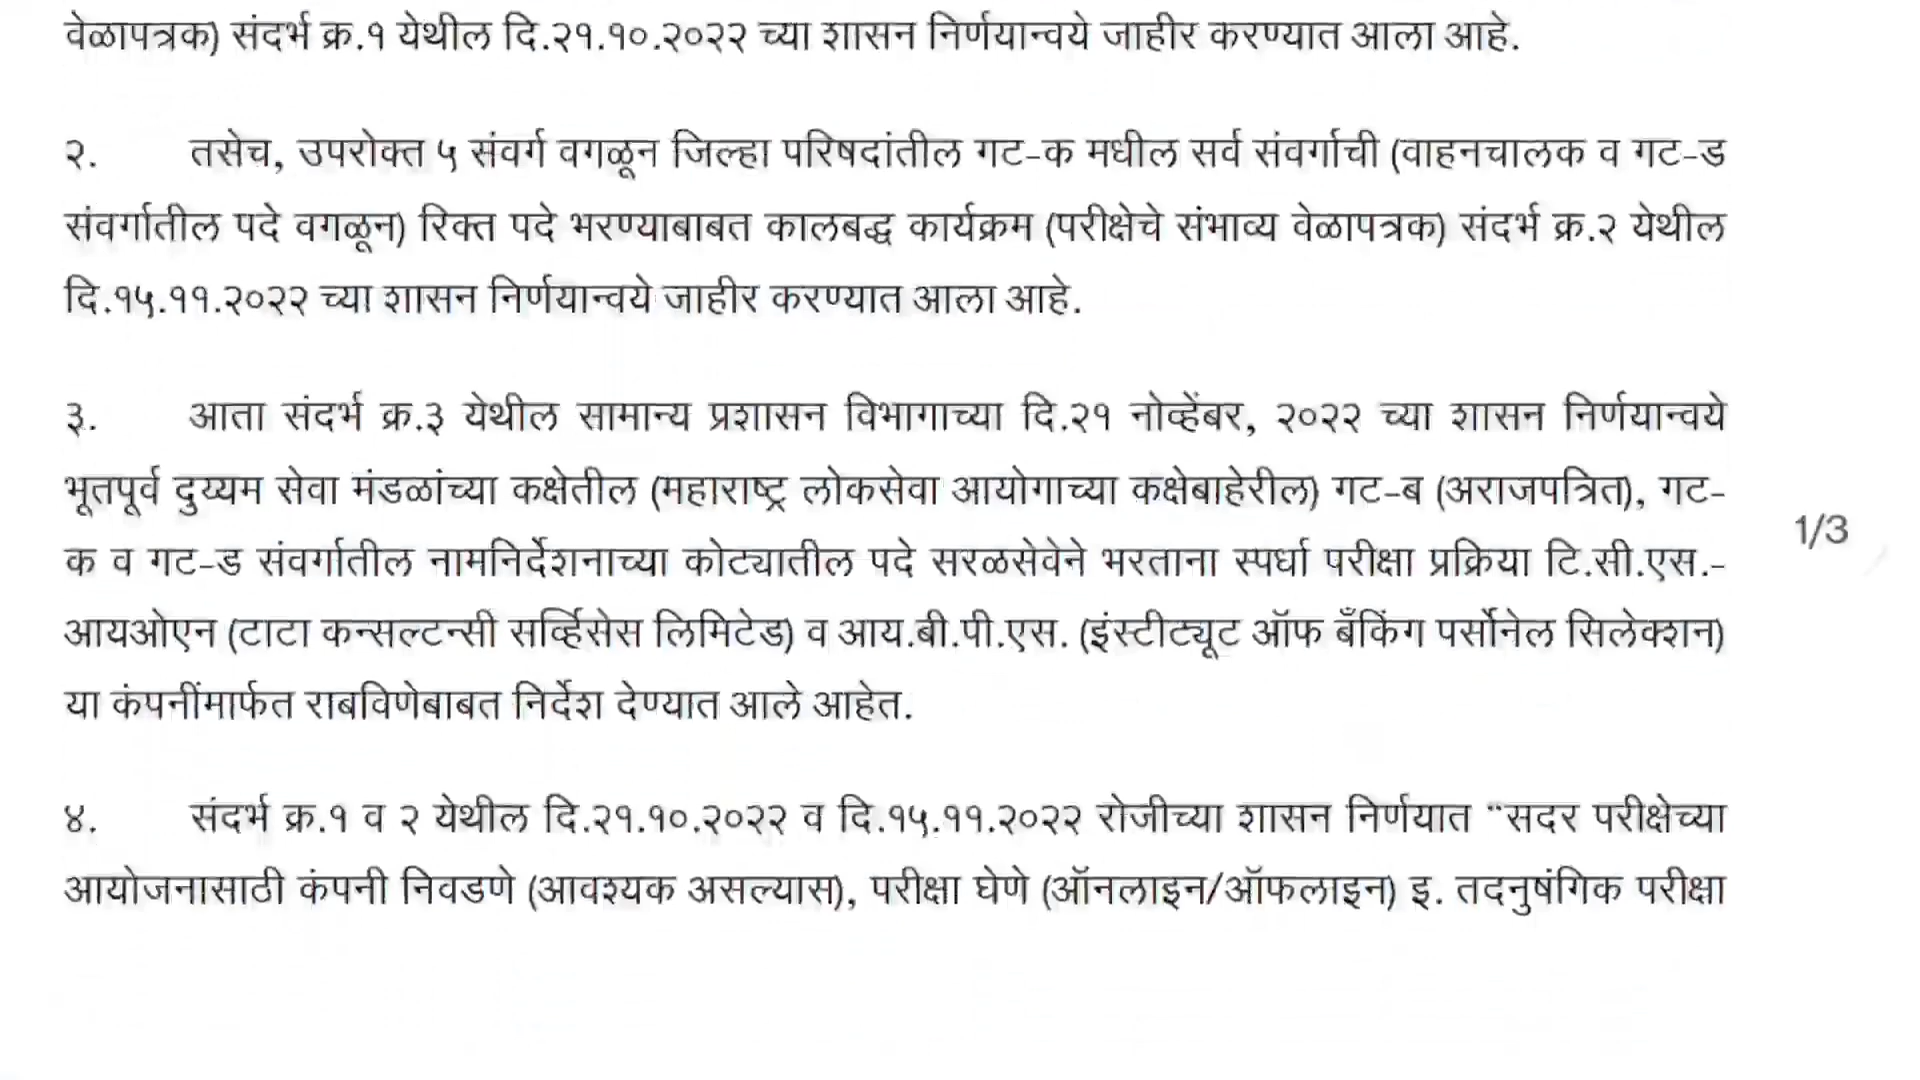 वेळापत्रक) संदर्भ क्र.१ येथील दि.२१.१०.२०२२ च्या शासन निर्णयान्वये जाहीर करण्यात आला आहे.
२. तसेच, उपरोक्त ५ संवर्ग वगळून जिल्हा परिषदांतील गट-क मधील सर्व संवर्गाची (वाहनचालक व गट-ड
संवर्गातील पदे वगळून) रिक्त पदे भरण्याबाबत कालबद्ध कार्यक्रम (परीक्षेचे संभाव्य वेळापत्रक) संदर्भ क्र.२ येथील
दि.१५.११.२०२२ च्या शासन निर्णयान्वये जाहीर करण्यात आला आहे.
३. आता संदर्भ क्र.३ येथील सामान्य प्रशासन विभागाच्या दि.२१ नोव्हेंबर, २०२२ च्या शासन निर्णयान्वये
भूतपूर्व दुय्यम सेवा मंडळांच्या कक्षेतील (महाराष्ट्र लोकसेवा आयोगाच्या कक्षेबाहेरील) गट-ब (अराजपत्रित), गट-
क व गट-ड संवर्गातील नामनिर्देशनाच्या कोट्यातील पदे सरळसेवेने भरताना स्पर्धा परीक्षा प्रक्रिया टि.सी.एस.-
आयओएन (टाटा कन्सल्टन्सी सर्व्हिसेस लिमिटेड) व आय.बी.पी.एस. (इंस्टीट्यूट ऑफ बँकिंग पर्सोनेल सिलेक्शन)
या कंपनींमार्फत राबविणेबाबत निर्देश देण्यात आले आहेत.
1/3
४. संदर्भ क्र.१ व २ येथील दि.२१.१०.२०२२ व दि.१५.११.२०२२ रोजीच्या शासन निर्णयात "सदर परीक्षेच्या
आयोजनासाठी कंपनी निवडणे (आवश्यक असल्यास), परीक्षा घेणे (ऑनलाइन/ऑफलाइन) इ. तदनुषंगिक परीक्षा